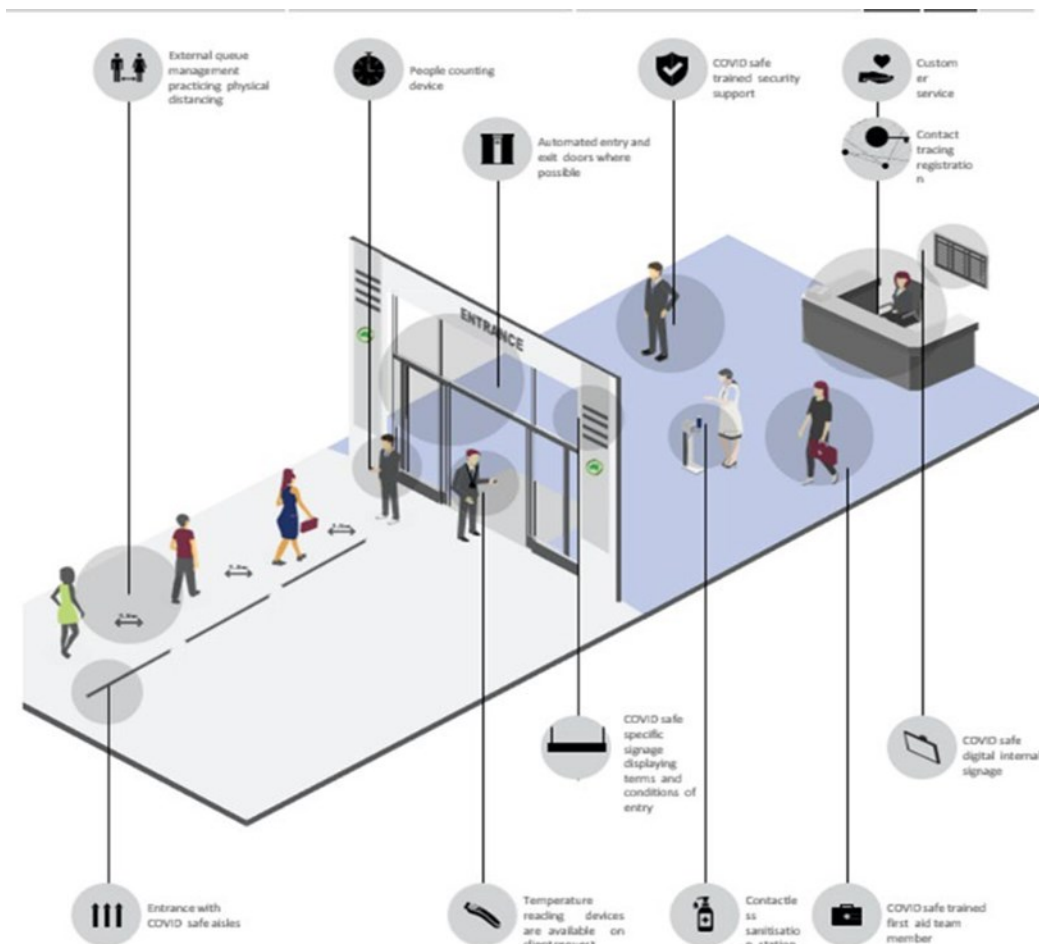 External queue
management
practicing physical
distancing
People counting
device
COVID safe
trained security
support
Custom
er
service
Automated entry and
exit doors where
possible
Contact
tracing
registratio
n
ENTRANCE
COVID safe
specific
signage
displaying
terms and
conditions of
entry
COVID safe
digital internal
signage
Entrance with
COVID safe aisles
Temperature
reading devices
are available on
Contactle
ss
sanitisatio
n station
COVID safe trained
first aid team
member